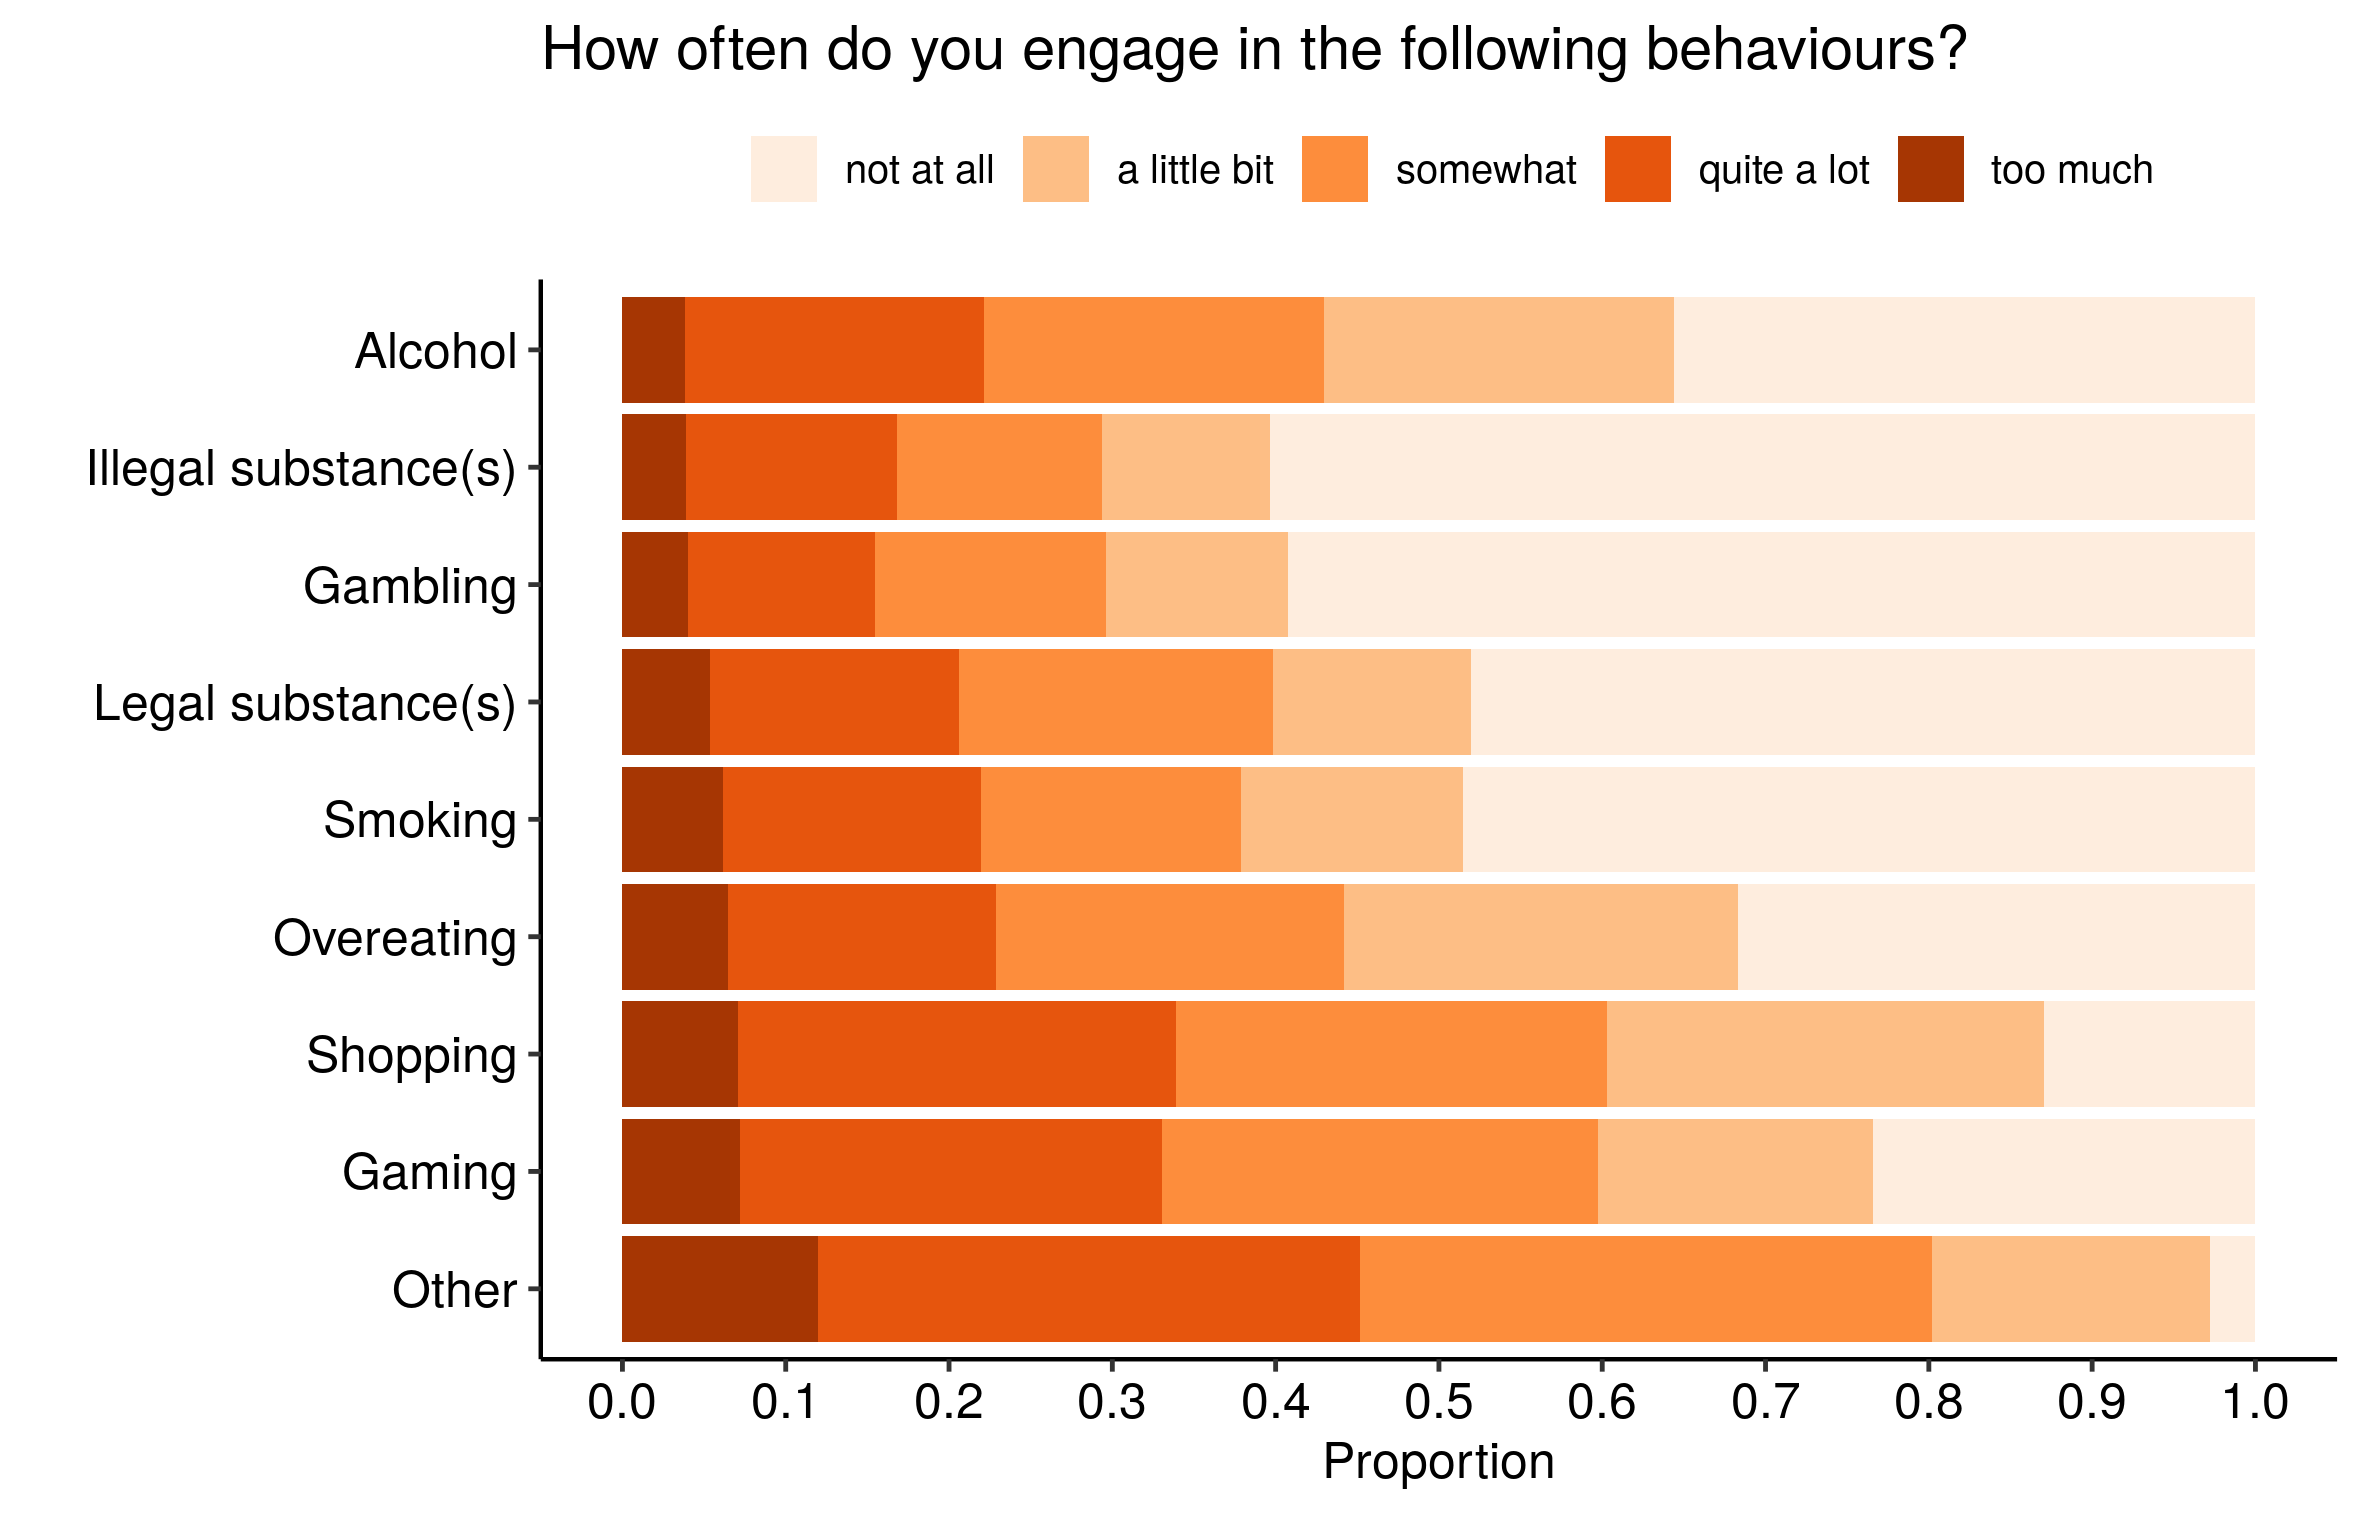 How often do you engage in the following behaviours?
not at all a little bit somewhat quite a lot too much
Alcohol
Illegal substance(s)
Gambling
Legal substance(s)
Smoking
Overeating
Shopping
Gaming
Other
0.0 0.1 0.2 0.3 0.4 0.5 0.6 0.7 0.8 0.9 1.0
Proportion